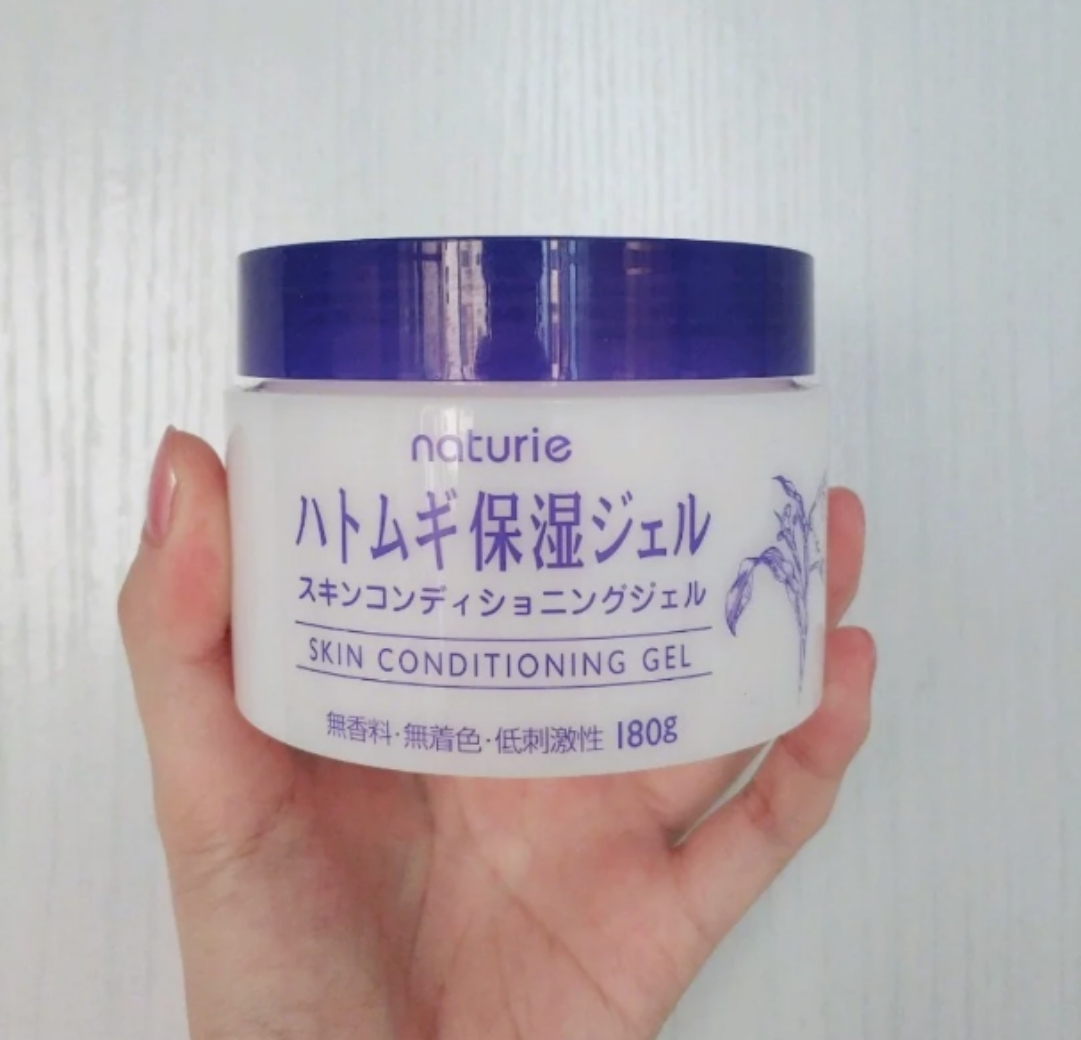 naturie
ハトムギ保湿ジェル
スキンコンディショニングジェル
SKIN CONDITIONING GEL
無香料·無着色·低刺激性 180g